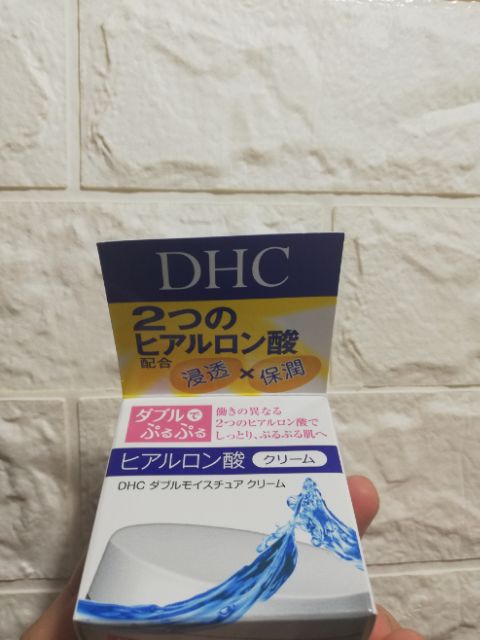 DHC
2つの
ヒアルロン酸
配合
浸透×保潤
ダブルで
ぷるぷる
働きの異なる
2つのヒアルロン酸で
しっとり、ぷるぷる肌へ
ヒアルロン酸 クリーム
DHC ダブルモイスチュア クリーム